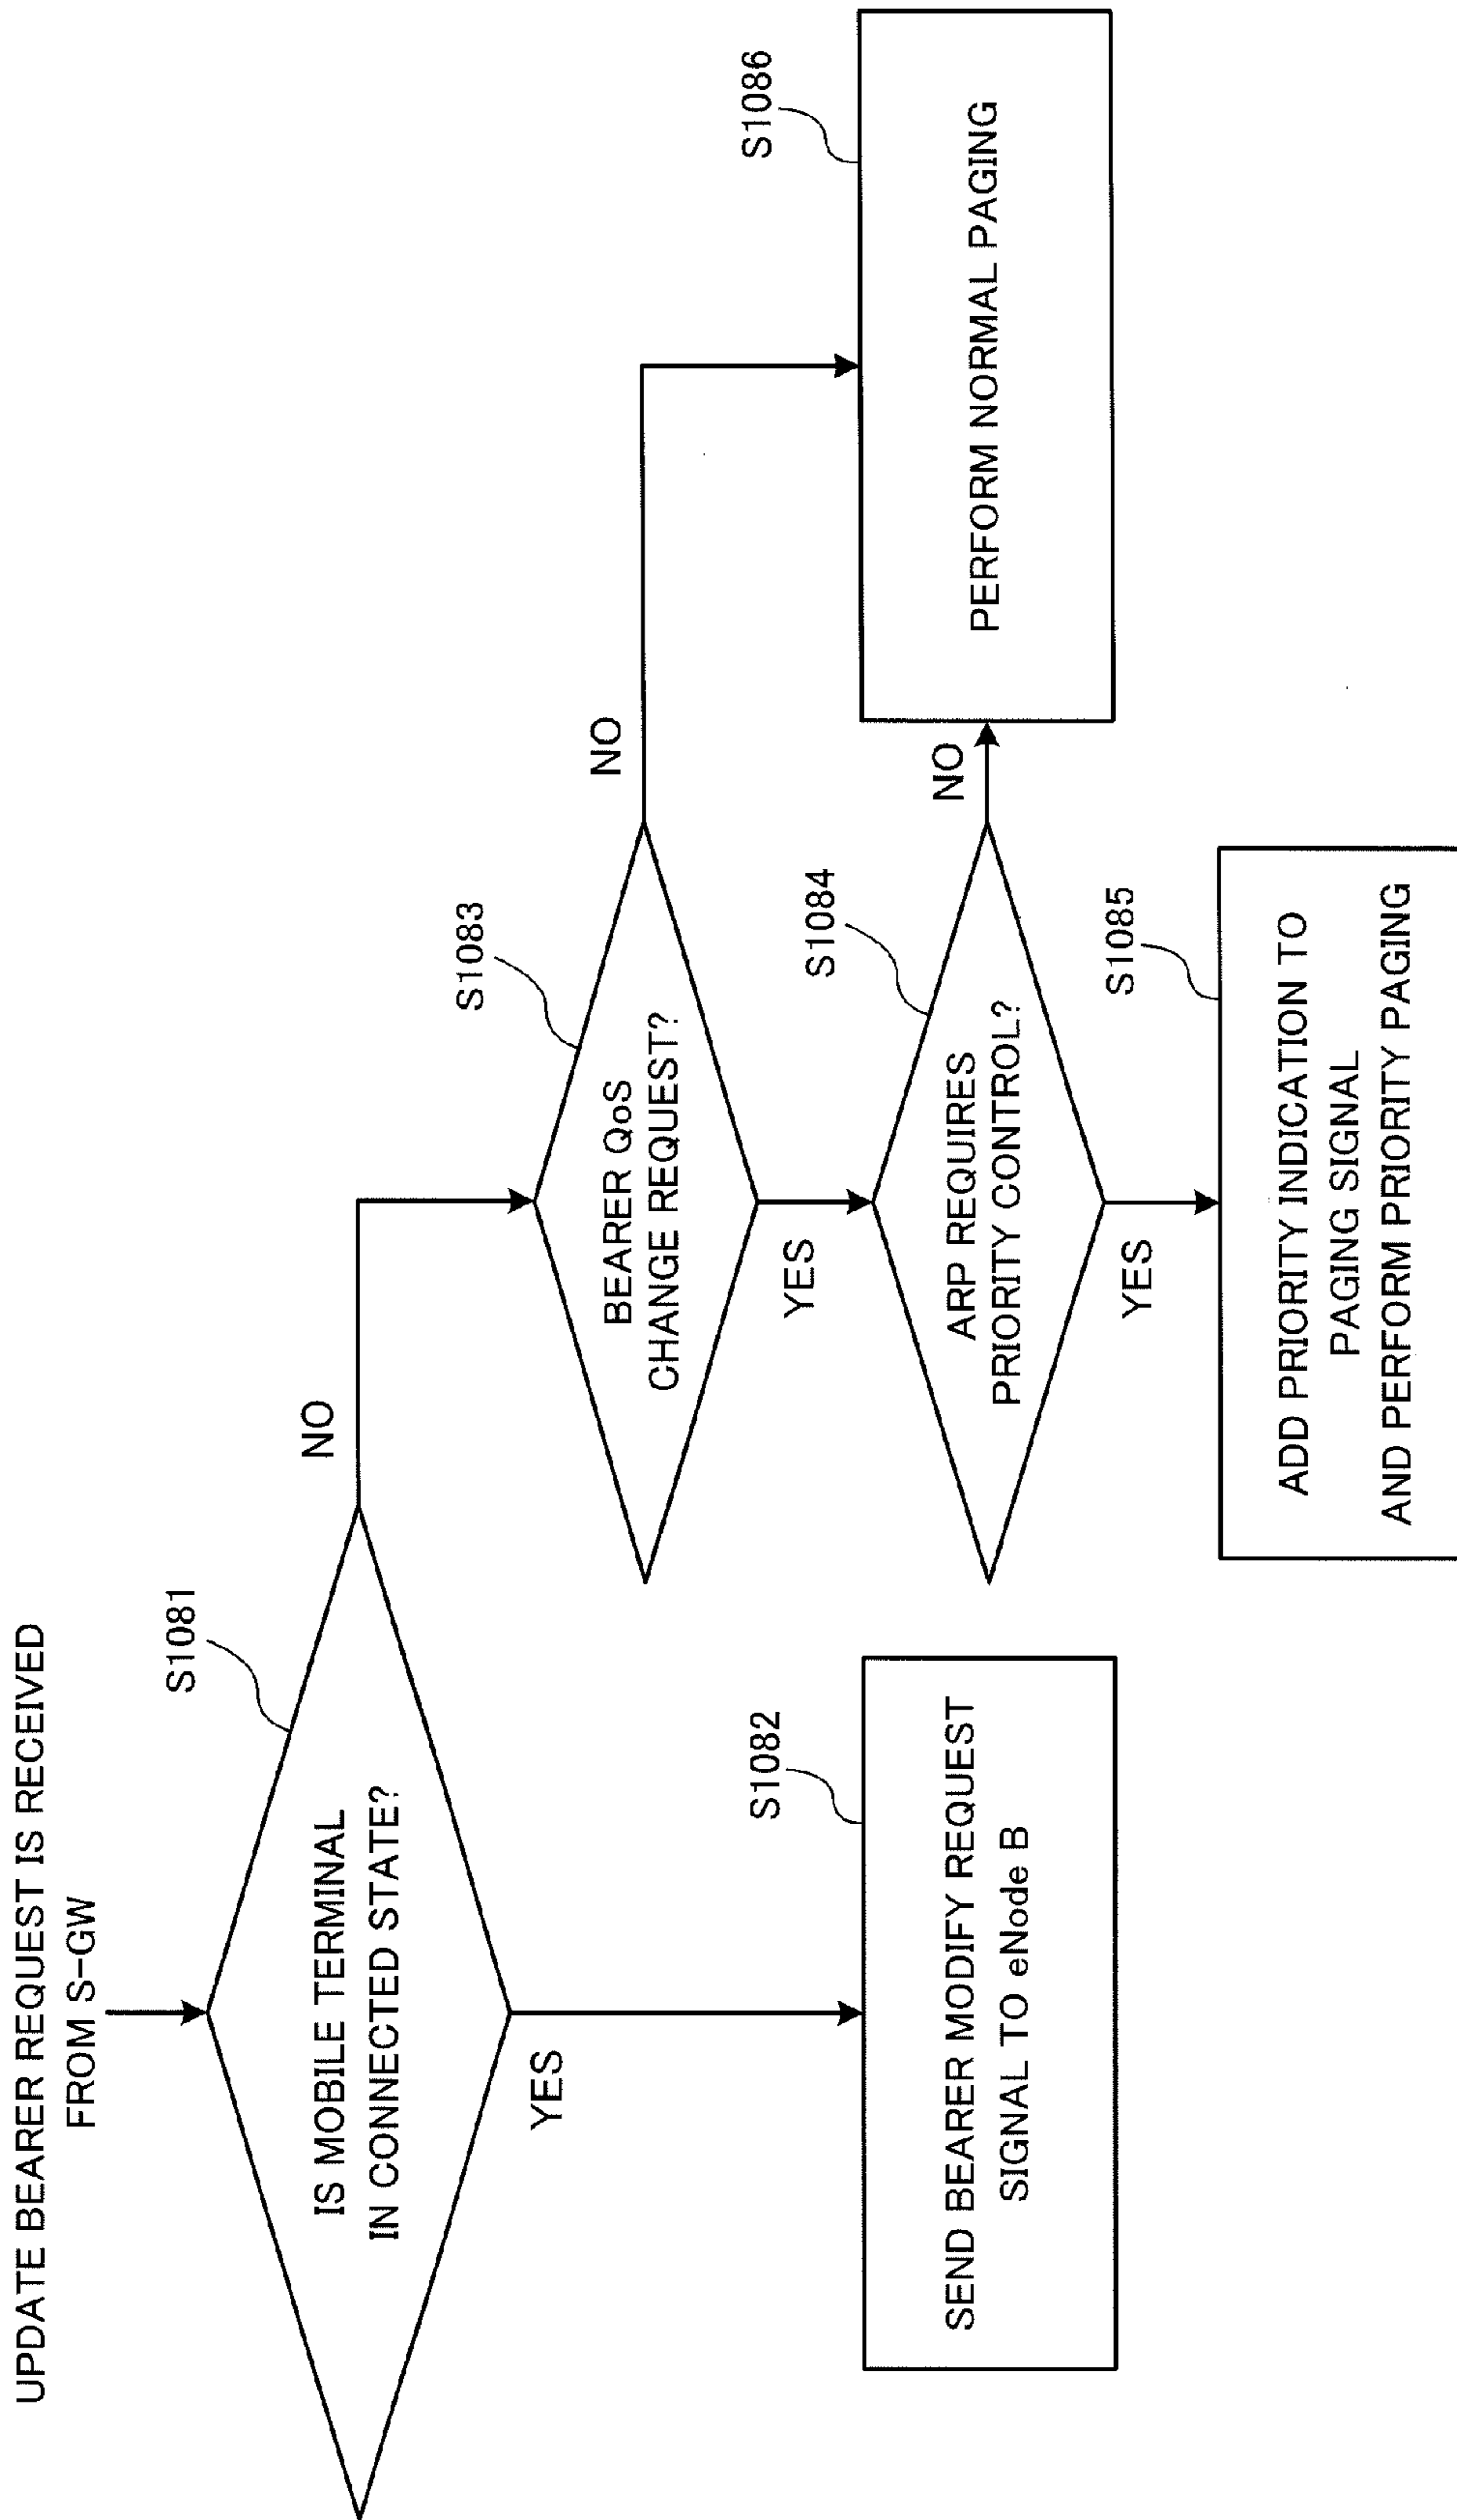 UPDATE BEARER REQUEST IS RECEIVED
FROM S-GW
S1081
IS MOBILE TERMINAL
IN CONNECTED STATE?
NO
YES
S1082
SEND BEARER MODIFY REQUEST
SIGNAL TO eNode B
S1083
BEARER QoS
CHANGE REQUEST?
NO
YES
S1084
ARP REQUIRES
PRIORITY CONTROL?
NO
YES
S1085
ADD PRIORITY INDICATION TO
PAGING SIGNAL
AND PERFORM PRIORITY PAGING
S1086
PERFORM NORMAL PAGING